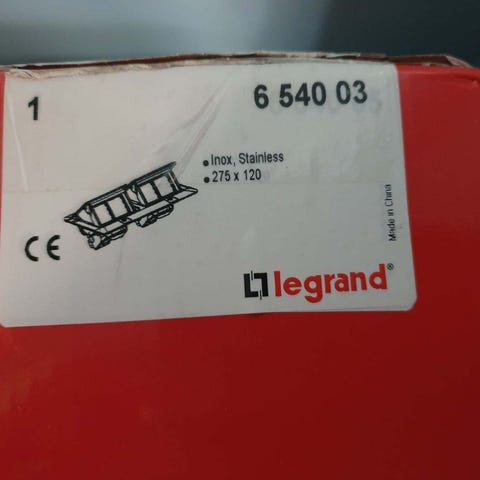 1
6 540 03
• Inox, Stainless
• 275 x 120
Made in China
CE
legrand®